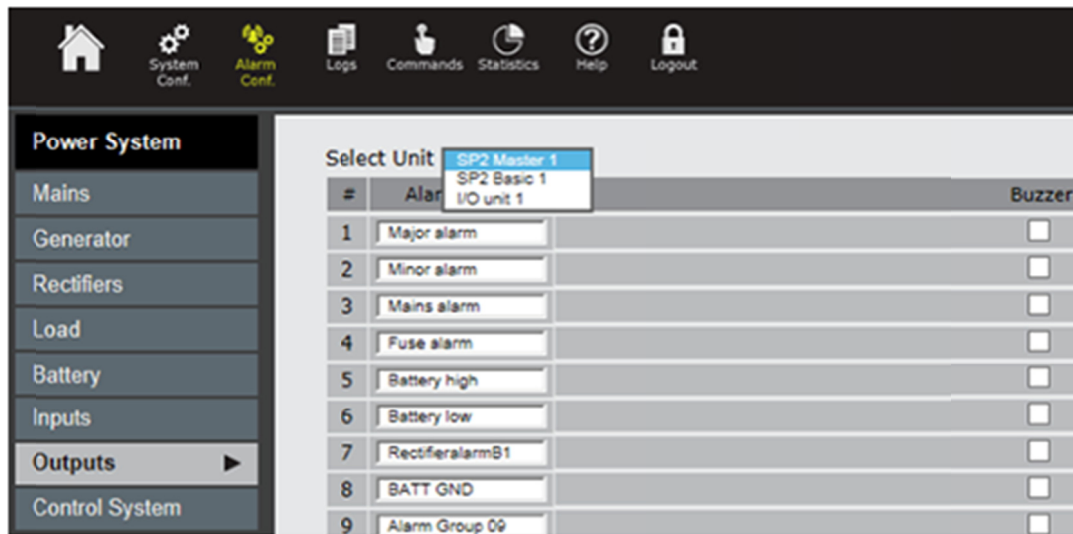 System Conf.
Alarm Conf.
Logs
Commands
Statistics
Help
Logout
Power System
Mains
Generator
Rectifiers
Load
Battery
Inputs
Outputs
Control System
Select Unit
SP2 Master 1
SP2 Basic 1
I/O unit 1
# Alar Buzzer
1 Major alarm
2 Minor alarm
3 Mains alarm
4 Fuse alarm
5 Battery high
6 Battery low
7 RectifieralarmB1
8 BATT GND
9 Alarm Group 09